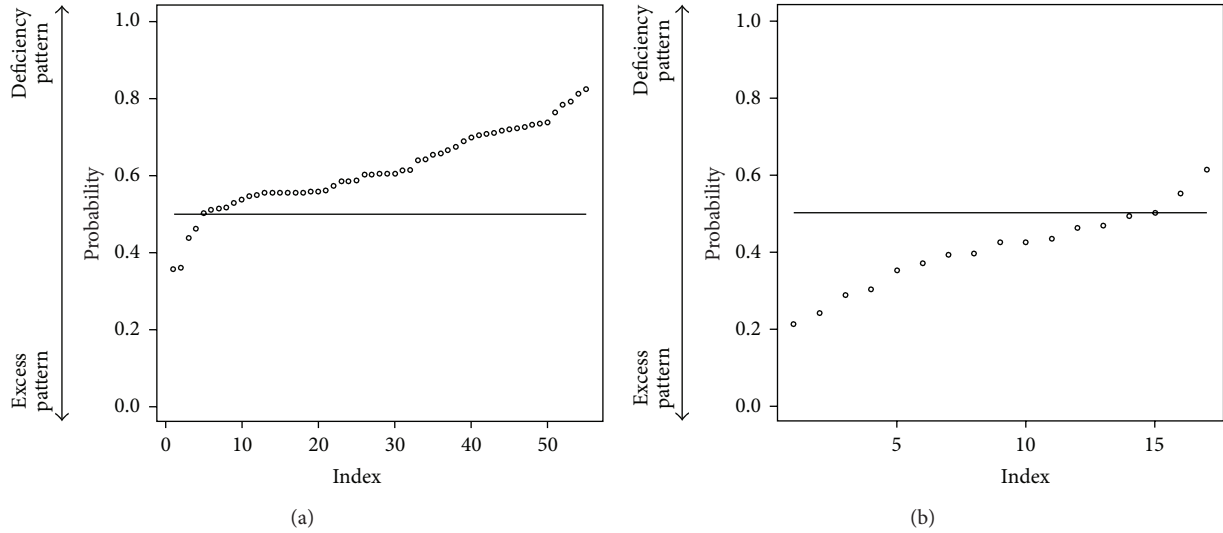 Deficiency
pattern
Excess
pattern
Probability
1.0
0.8
0.6
0.4
0.2
0.0
0
10
20
30
40
50
Index
(a)
Deficiency
pattern
Excess
pattern
Probability
1.0
0.8
0.6
0.4
0.2
0.0
5
10
15
Index
(b)